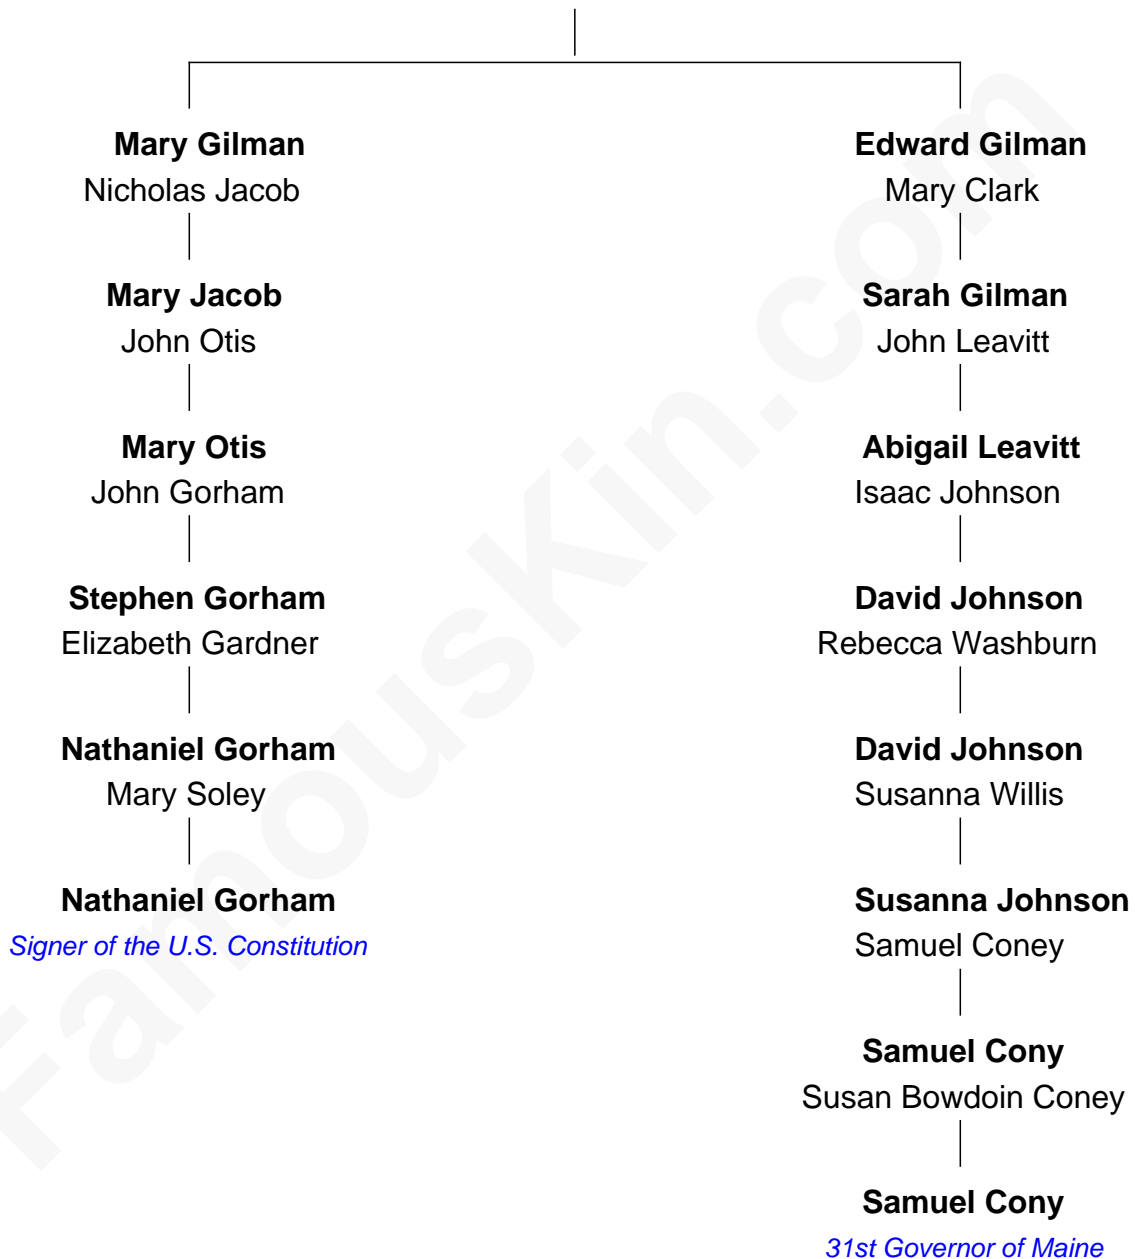 Mary Gilman
Nicholas Jacob
Mary Jacob
John Otis
Mary Otis
John Gorham
Stephen Gorham
Elizabeth Gardner
Nathaniel Gorham
Mary Soley
Nathaniel Gorham
Signer of the U.S. Constitution
Edward Gilman
Mary Clark
Sarah Gilman
John Leavitt
Abigail Leavitt
Isaac Johnson
David Johnson
Rebecca Washburn
David Johnson
Susanna Willis
Susanna Johnson
Samuel Coney
Samuel Cony
Susan Bowdoin Coney
Samuel Cony
31st Governor of Maine
FamousKin.com